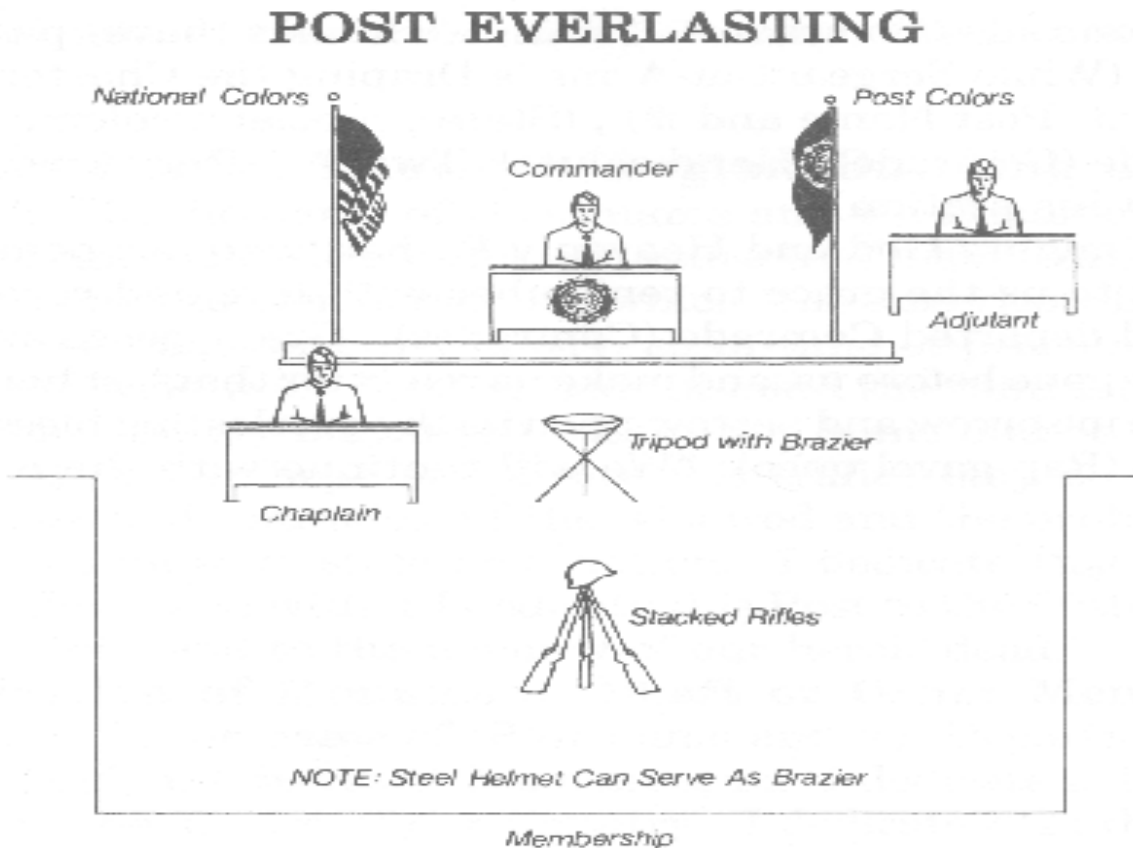 POST EVERLASTING
National Colors
Post Colors
Commander
Adjutant
Tripod with Brazier
Chaplain
Stacked Rifles
NOTE: Steel Helmet Can Serve As Brazier
Membership